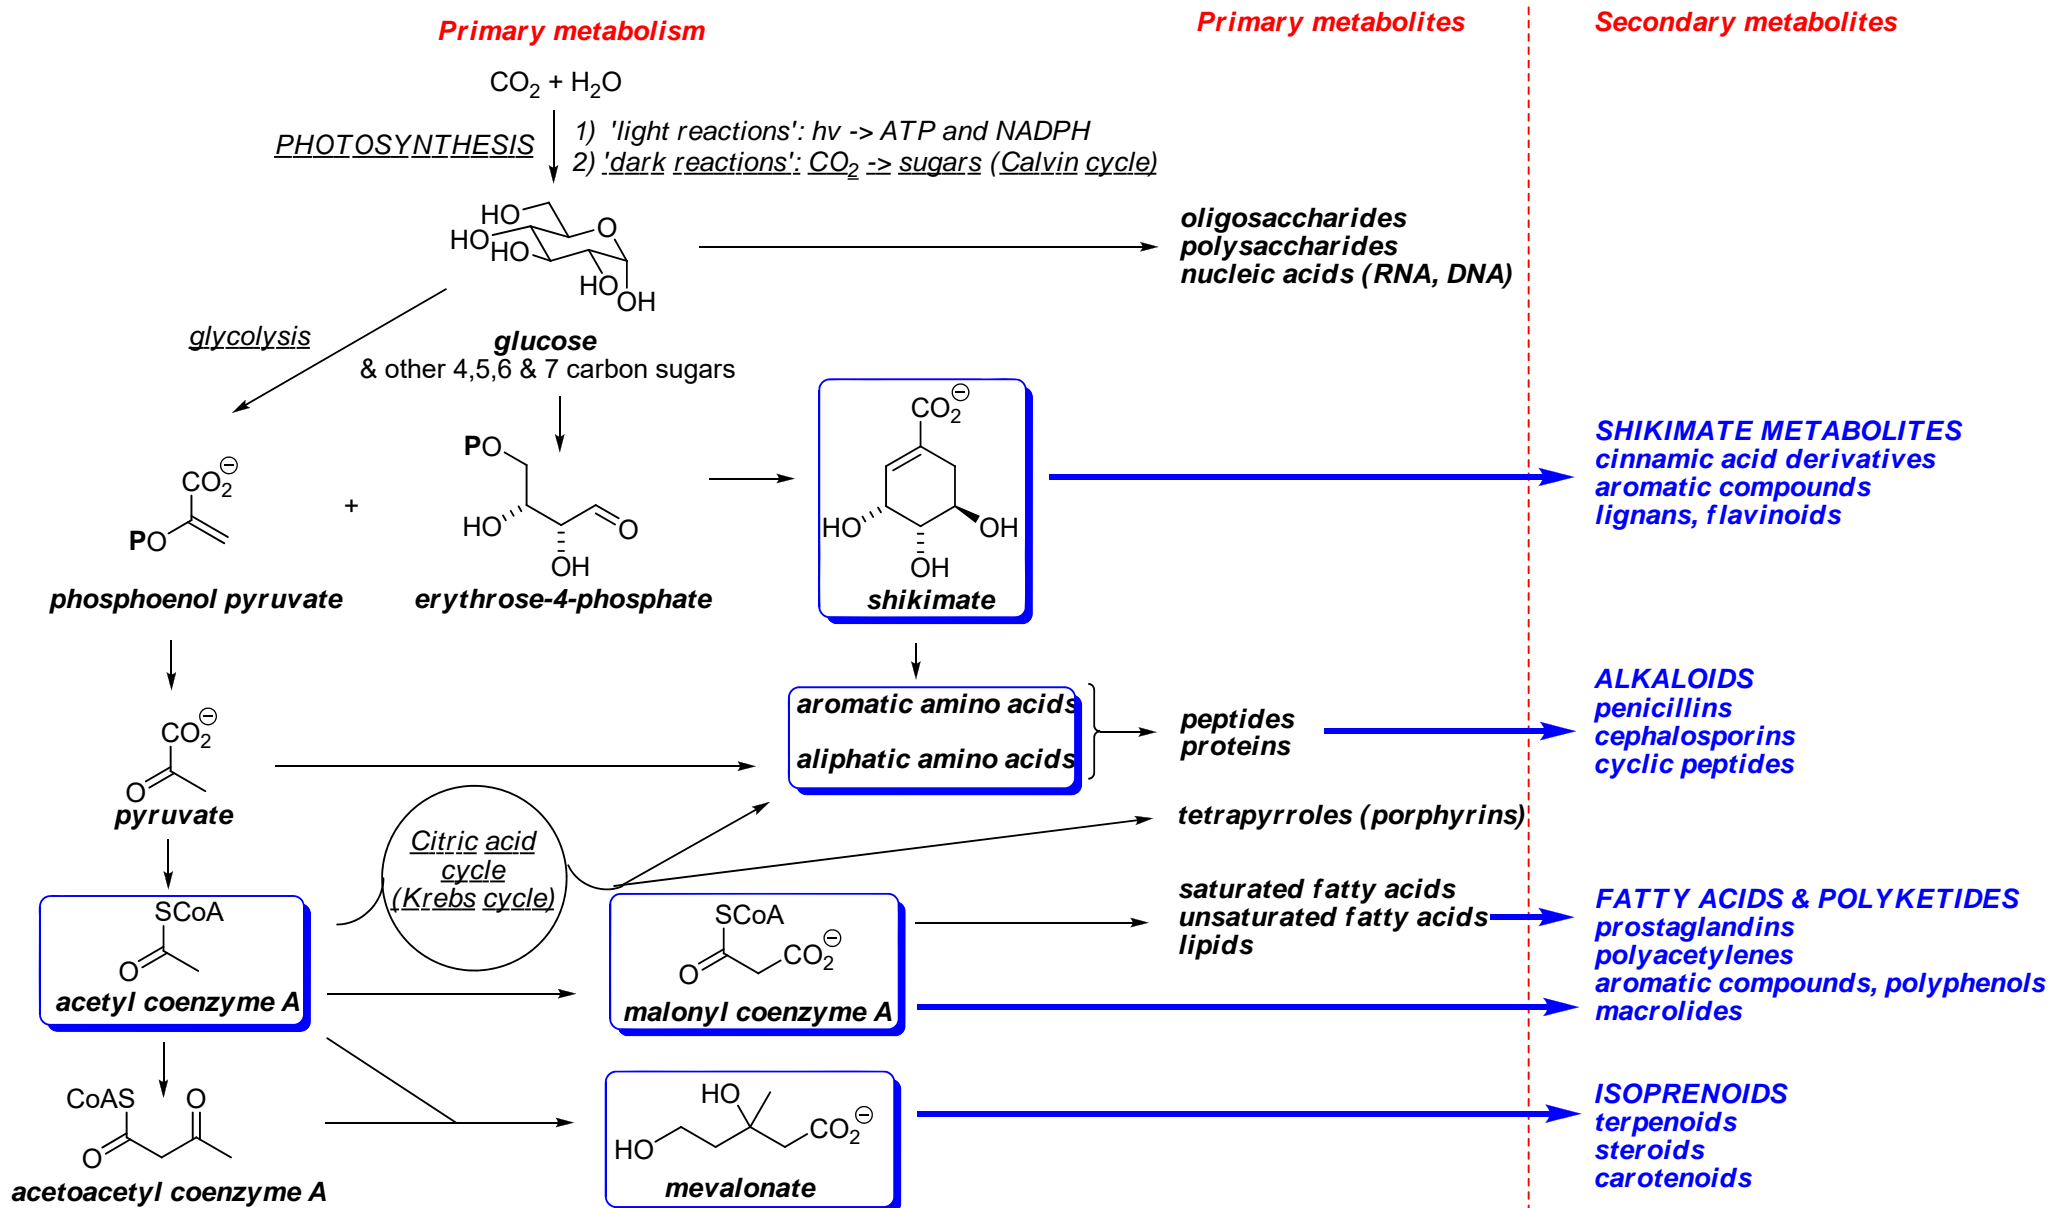 Primary metabolism
Primary metabolites
Secondary metabolites
CO2 + H2O
PHOTOSYNTHESIS
1) 'light reactions': hv -> ATP and NADPH
2) 'dark reactions': CO2 -> sugars (Calvin cycle)
HO
O
HO
HO
HO
OH
oligosaccharides
polysaccharides
nucleic acids (RNA, DNA)
glycolysis
glucose
& other 4,5,6 & 7 carbon sugars
CO2⊖
PO
+
PO
HO
O
OH
CO2⊖
HO
OH
OH
SHIKIMATE METABOLITES
cinnamic acid derivatives
aromatic compounds
lignans, flavinoids
phosphoenol pyruvate
erythrose-4-phosphate
shikimate
CO2⊖
O
pyruvate
aromatic amino acids
aliphatic amino acids
peptides
proteins
ALKALOIDS
penicillins
cephalosporins
cyclic peptides
tetrapyrroles (porphyrins)
Citric acid
cycle
(Krebs cycle)
SCoA
O
acetyl coenzyme A
SCoA
O
CO2⊖
malonyl coenzyme A
saturated fatty acids
unsaturated fatty acids
lipids
FATTY ACIDS & POLYKETIDES
prostaglandins
polyacetylenes
aromatic compounds, polyphenols
macrolides
CoAS
O
O
acetoacetyl coenzyme A
HO
HO
CO2⊖
mevalonate
ISOPRENOIDS
terpenoids
steroids
carotenoids